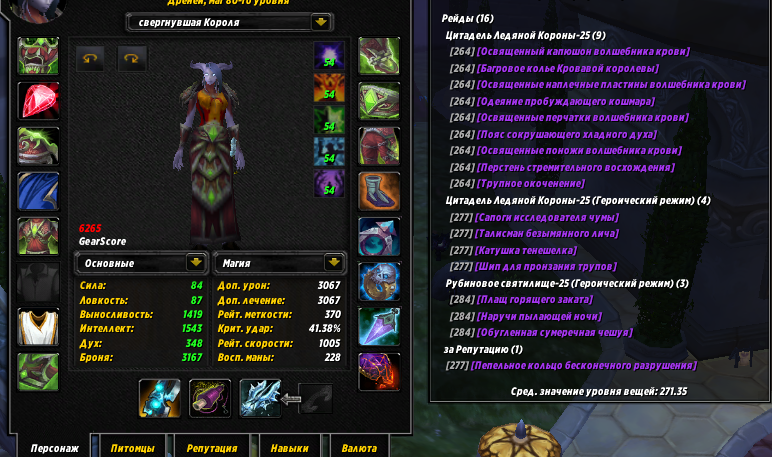 Дреней, маг 80-го уровня
свергнувшая Короля
54
54
54
54
54
6265
GearScore
Основные
Магия
Сила: 84
Ловкость: 87
Выносливость: 1419
Интеллект: 1543
Дух: 348
Броня: 3167
Доп. урон: 3067
Доп. лечение: 3067
Рейт. меткости: 370
Крит. удар: 41.38%
Рейт. скорости: 1005
Восп. маны: 228
Персонаж
Питомцы
Репутация
Навыки
Валюта
Рейды (16)
Цитадель Ледяной Короны-25 (9)
[264] [Освященный капюшон волшебника крови]
[264] [Багровое колье Кровавой королевы]
[264] [Освященные наплечные пластины волшебника крови]
[264] [Одеяние пробуждающего кошмара]
[264] [Освященные перчатки волшебника крови]
[264] [Пояс сокрушающего хладного духа]
[264] [Освященные поножи волшебника крови]
[264] [Перстень стремительного восхождения]
[264] [Трупное окоченение]
Цитадель Ледяной Короны-25 (Героический режим) (4)
[277] [Сапоги исследователя чумы]
[277] [Талисман безымянного лича]
[277] [Катушка тенешелка]
[277] [Шип для пронзания трупов]
Рубиновое святилище-25 (Героический режим) (3)
[284] [Плащ горящего заката]
[284] [Наручи пылающей ночи]
[284] [Обугленная сумеречная чешуя]
за Репутацию (1)
[277] [Пепельное кольцо бесконечного разрушения]
Сред. значение уровня вещей: 271.35